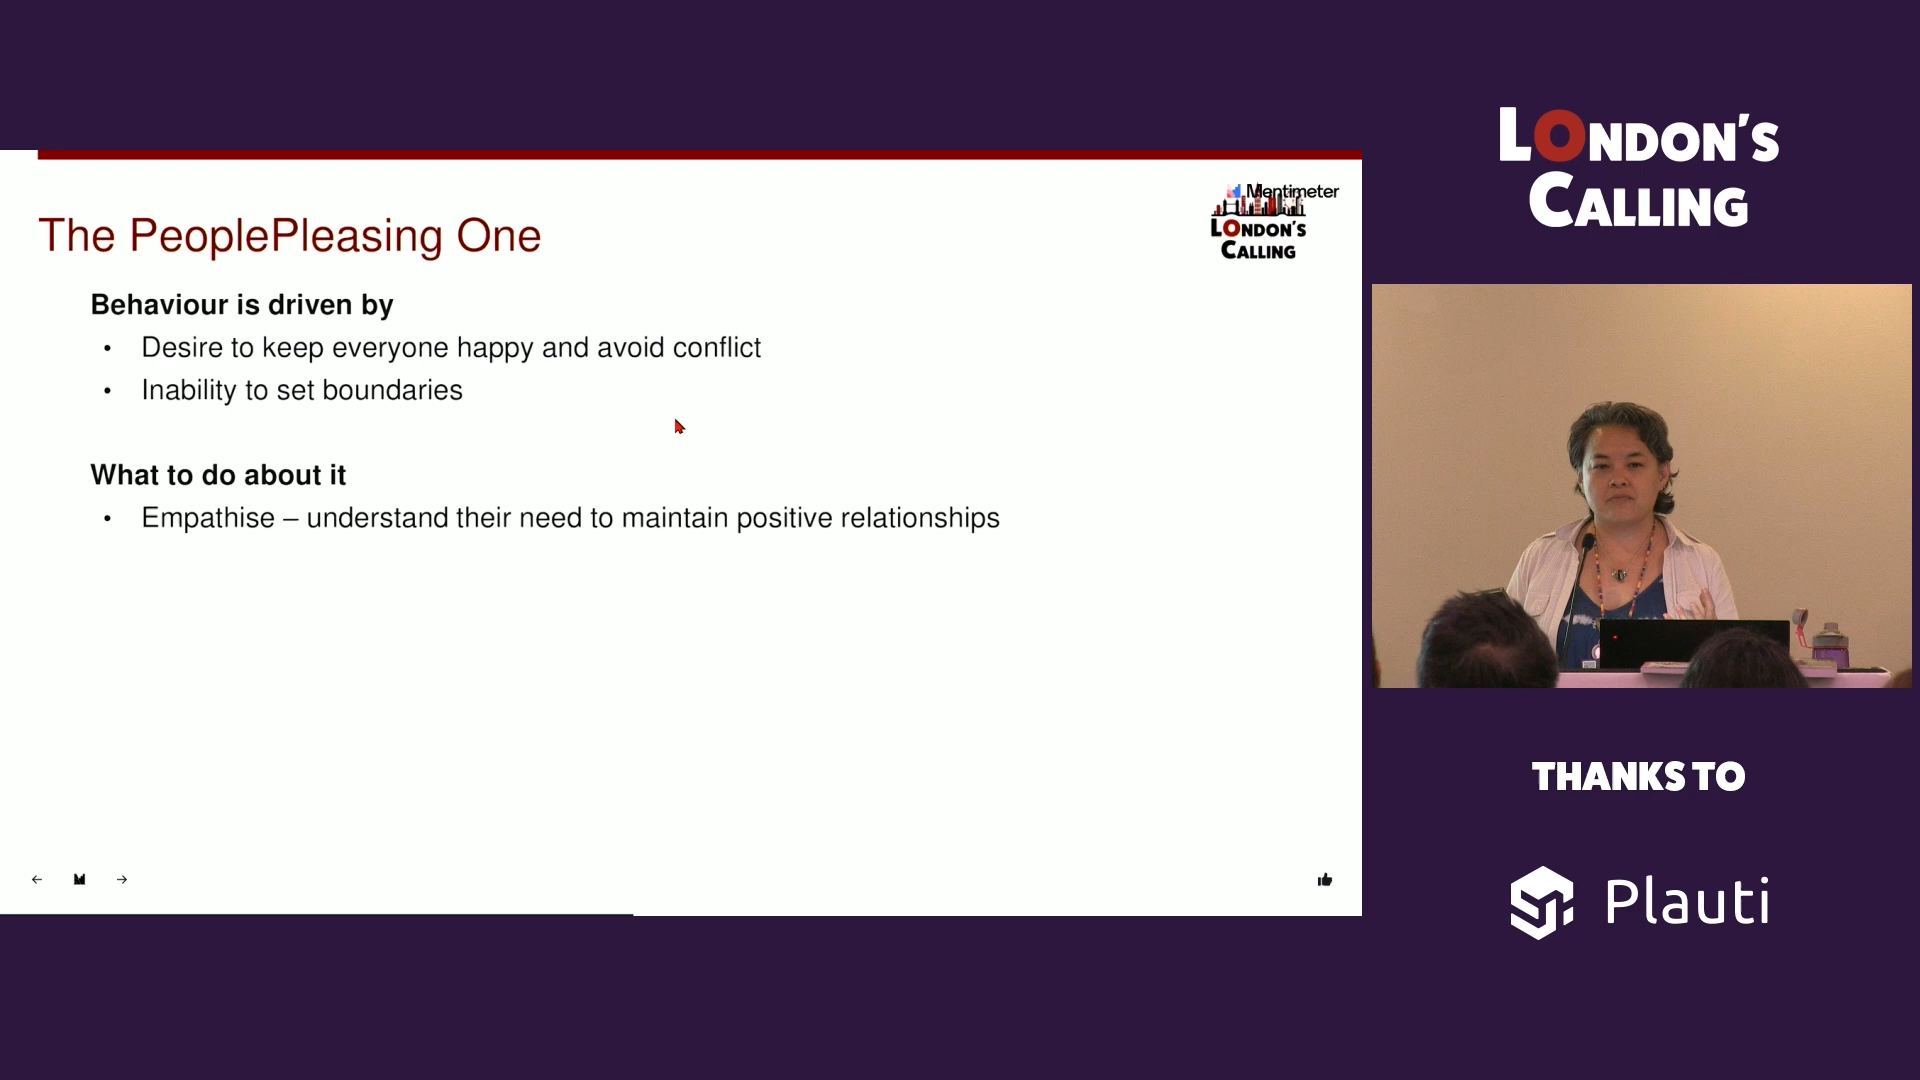 Mentimeter
LONDON'S
CALLING
The PeoplePleasing One
Behaviour is driven by
• Desire to keep everyone happy and avoid conflict
• Inability to set boundaries
What to do about it
• Empathise – understand their need to maintain positive relationships
LONDON'S
CALLING
THANKS TO
Plauti